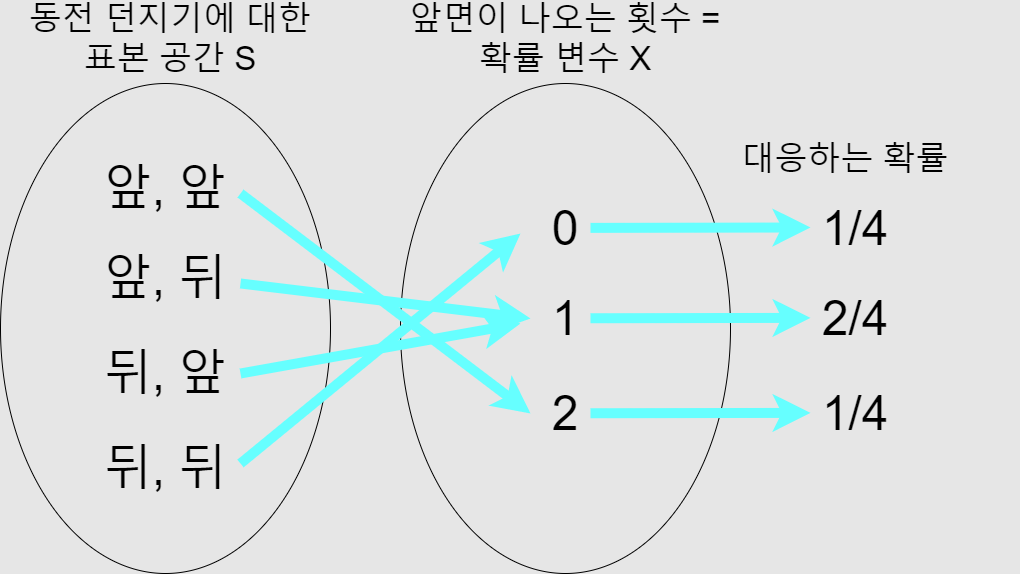 동전 던지기에 대한
표본 공간 S
앞면이 나오는 횟수 =
확률 변수 X
대응하는 확률
앞, 앞
앞, 뒤
뒤, 앞
뒤, 뒤
0
1
2
1/4
2/4
1/4